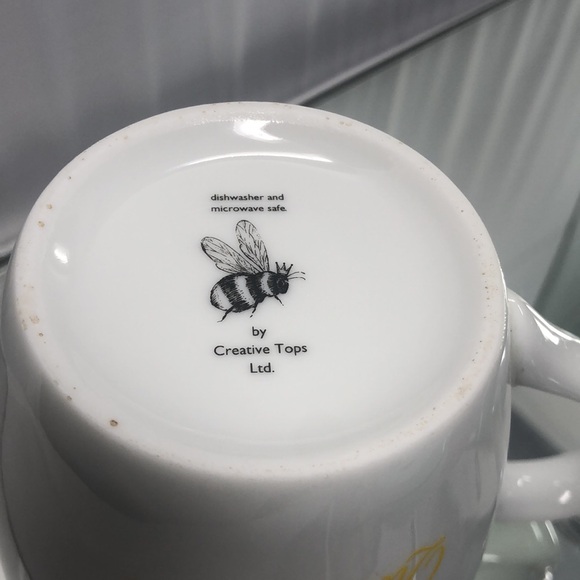 dishwasher and
microwave safe.
by
Creative Tops
Ltd.